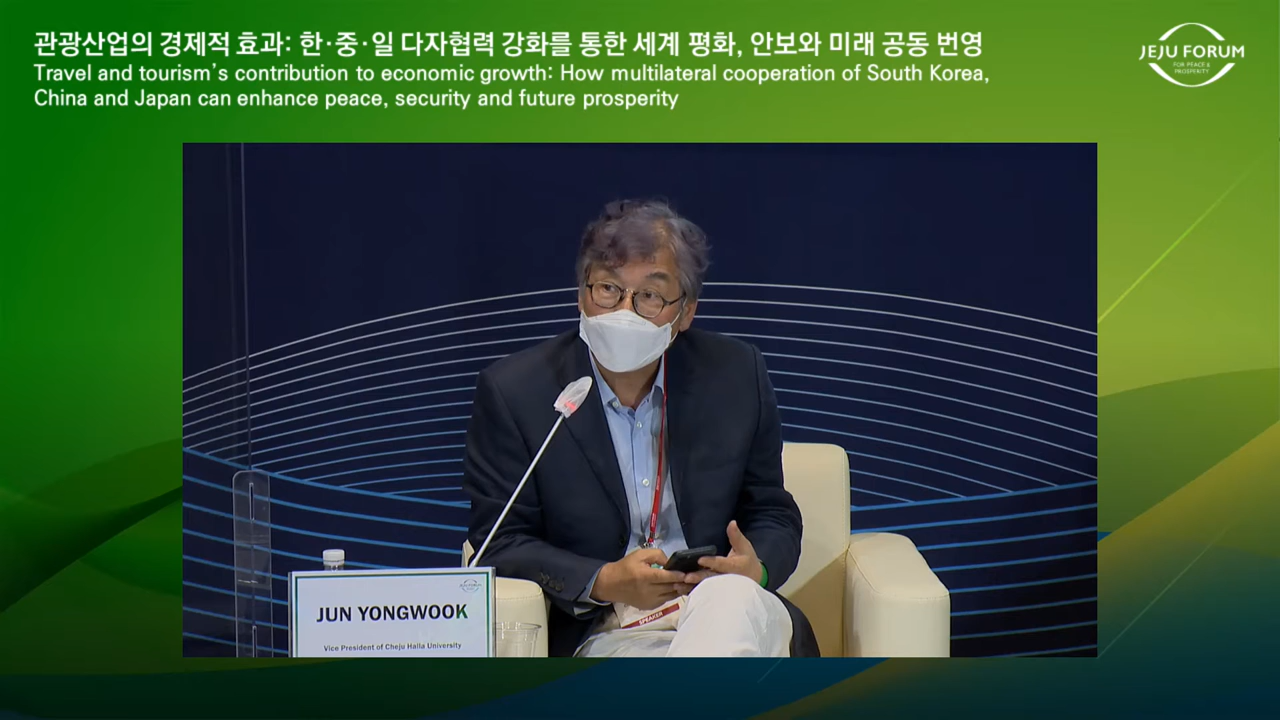 관광산업의 경제적 효과: 한·중·일 다자협력 강화를 통한 세계 평화, 안보와 미래 공동 번영
Travel and tourism's contribution to economic growth: How multilateral cooperation of South Korea,
China and Japan can enhance peace, security and future prosperity
JEJU FORUM
FOR PEACE &
PROSPERITY
JEJU FORUM
JUN YONGWOOK
Vice President of Cheju Halla University
SPEAKER